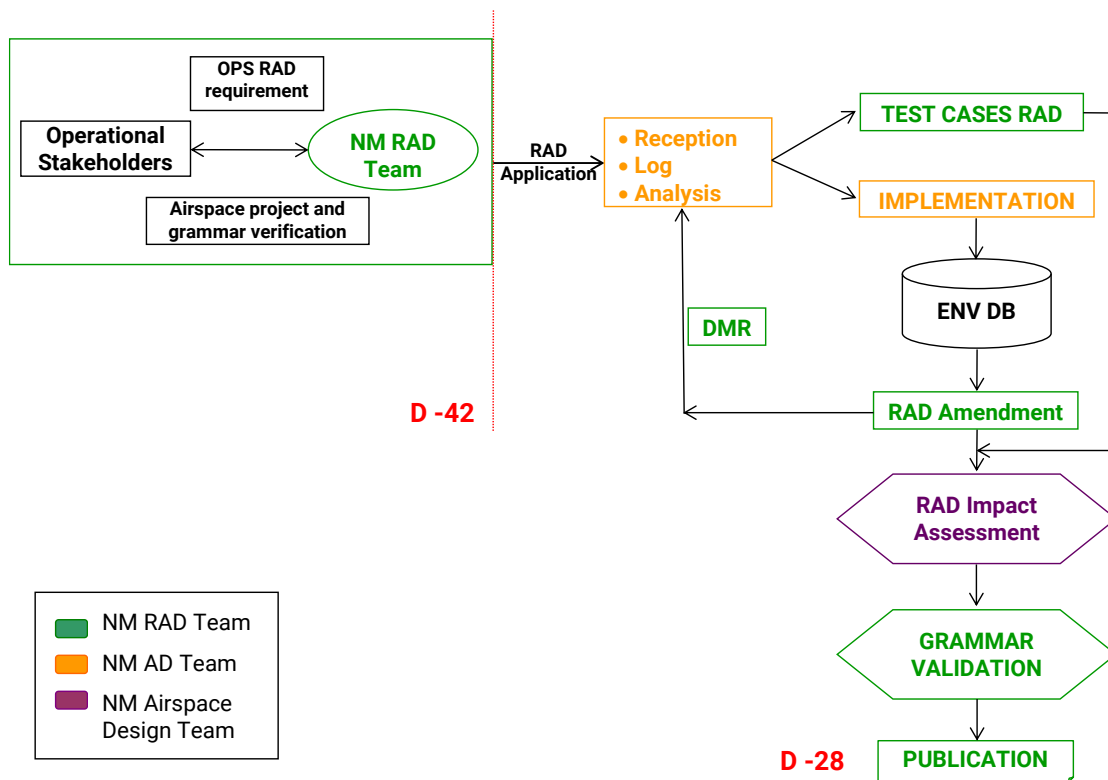 OPS RAD
requirement
Operational
Stakeholders
NM RAD
Team
Airspace project and
grammar verification
D -42
RAD
Application
• Reception
• Log
• Analysis
TEST CASES RAD
IMPLEMENTATION
ENV DB
DMR
RAD Amendment
RAD Impact
Assessment
GRAMMAR
VALIDATION
D -28
PUBLICATION
NM RAD Team
NM AD Team
NM Airspace
Design Team